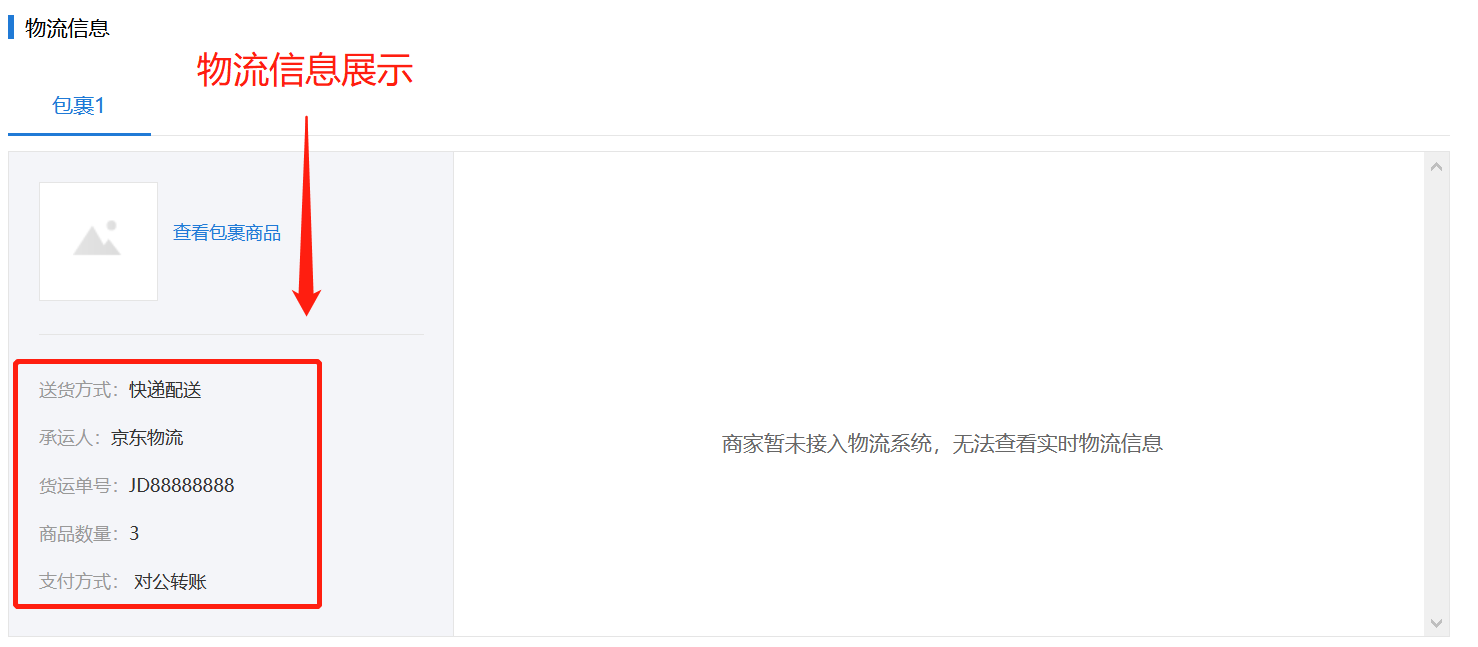 物流信息
物流信息展示
包裹1
查看包裹商品
送货方式：快递配送
承运人：京东物流
货运单号：JD88888888
商品数量：3
支付方式： 对公转账
商家暂未接入物流系统，无法查看实时物流信息